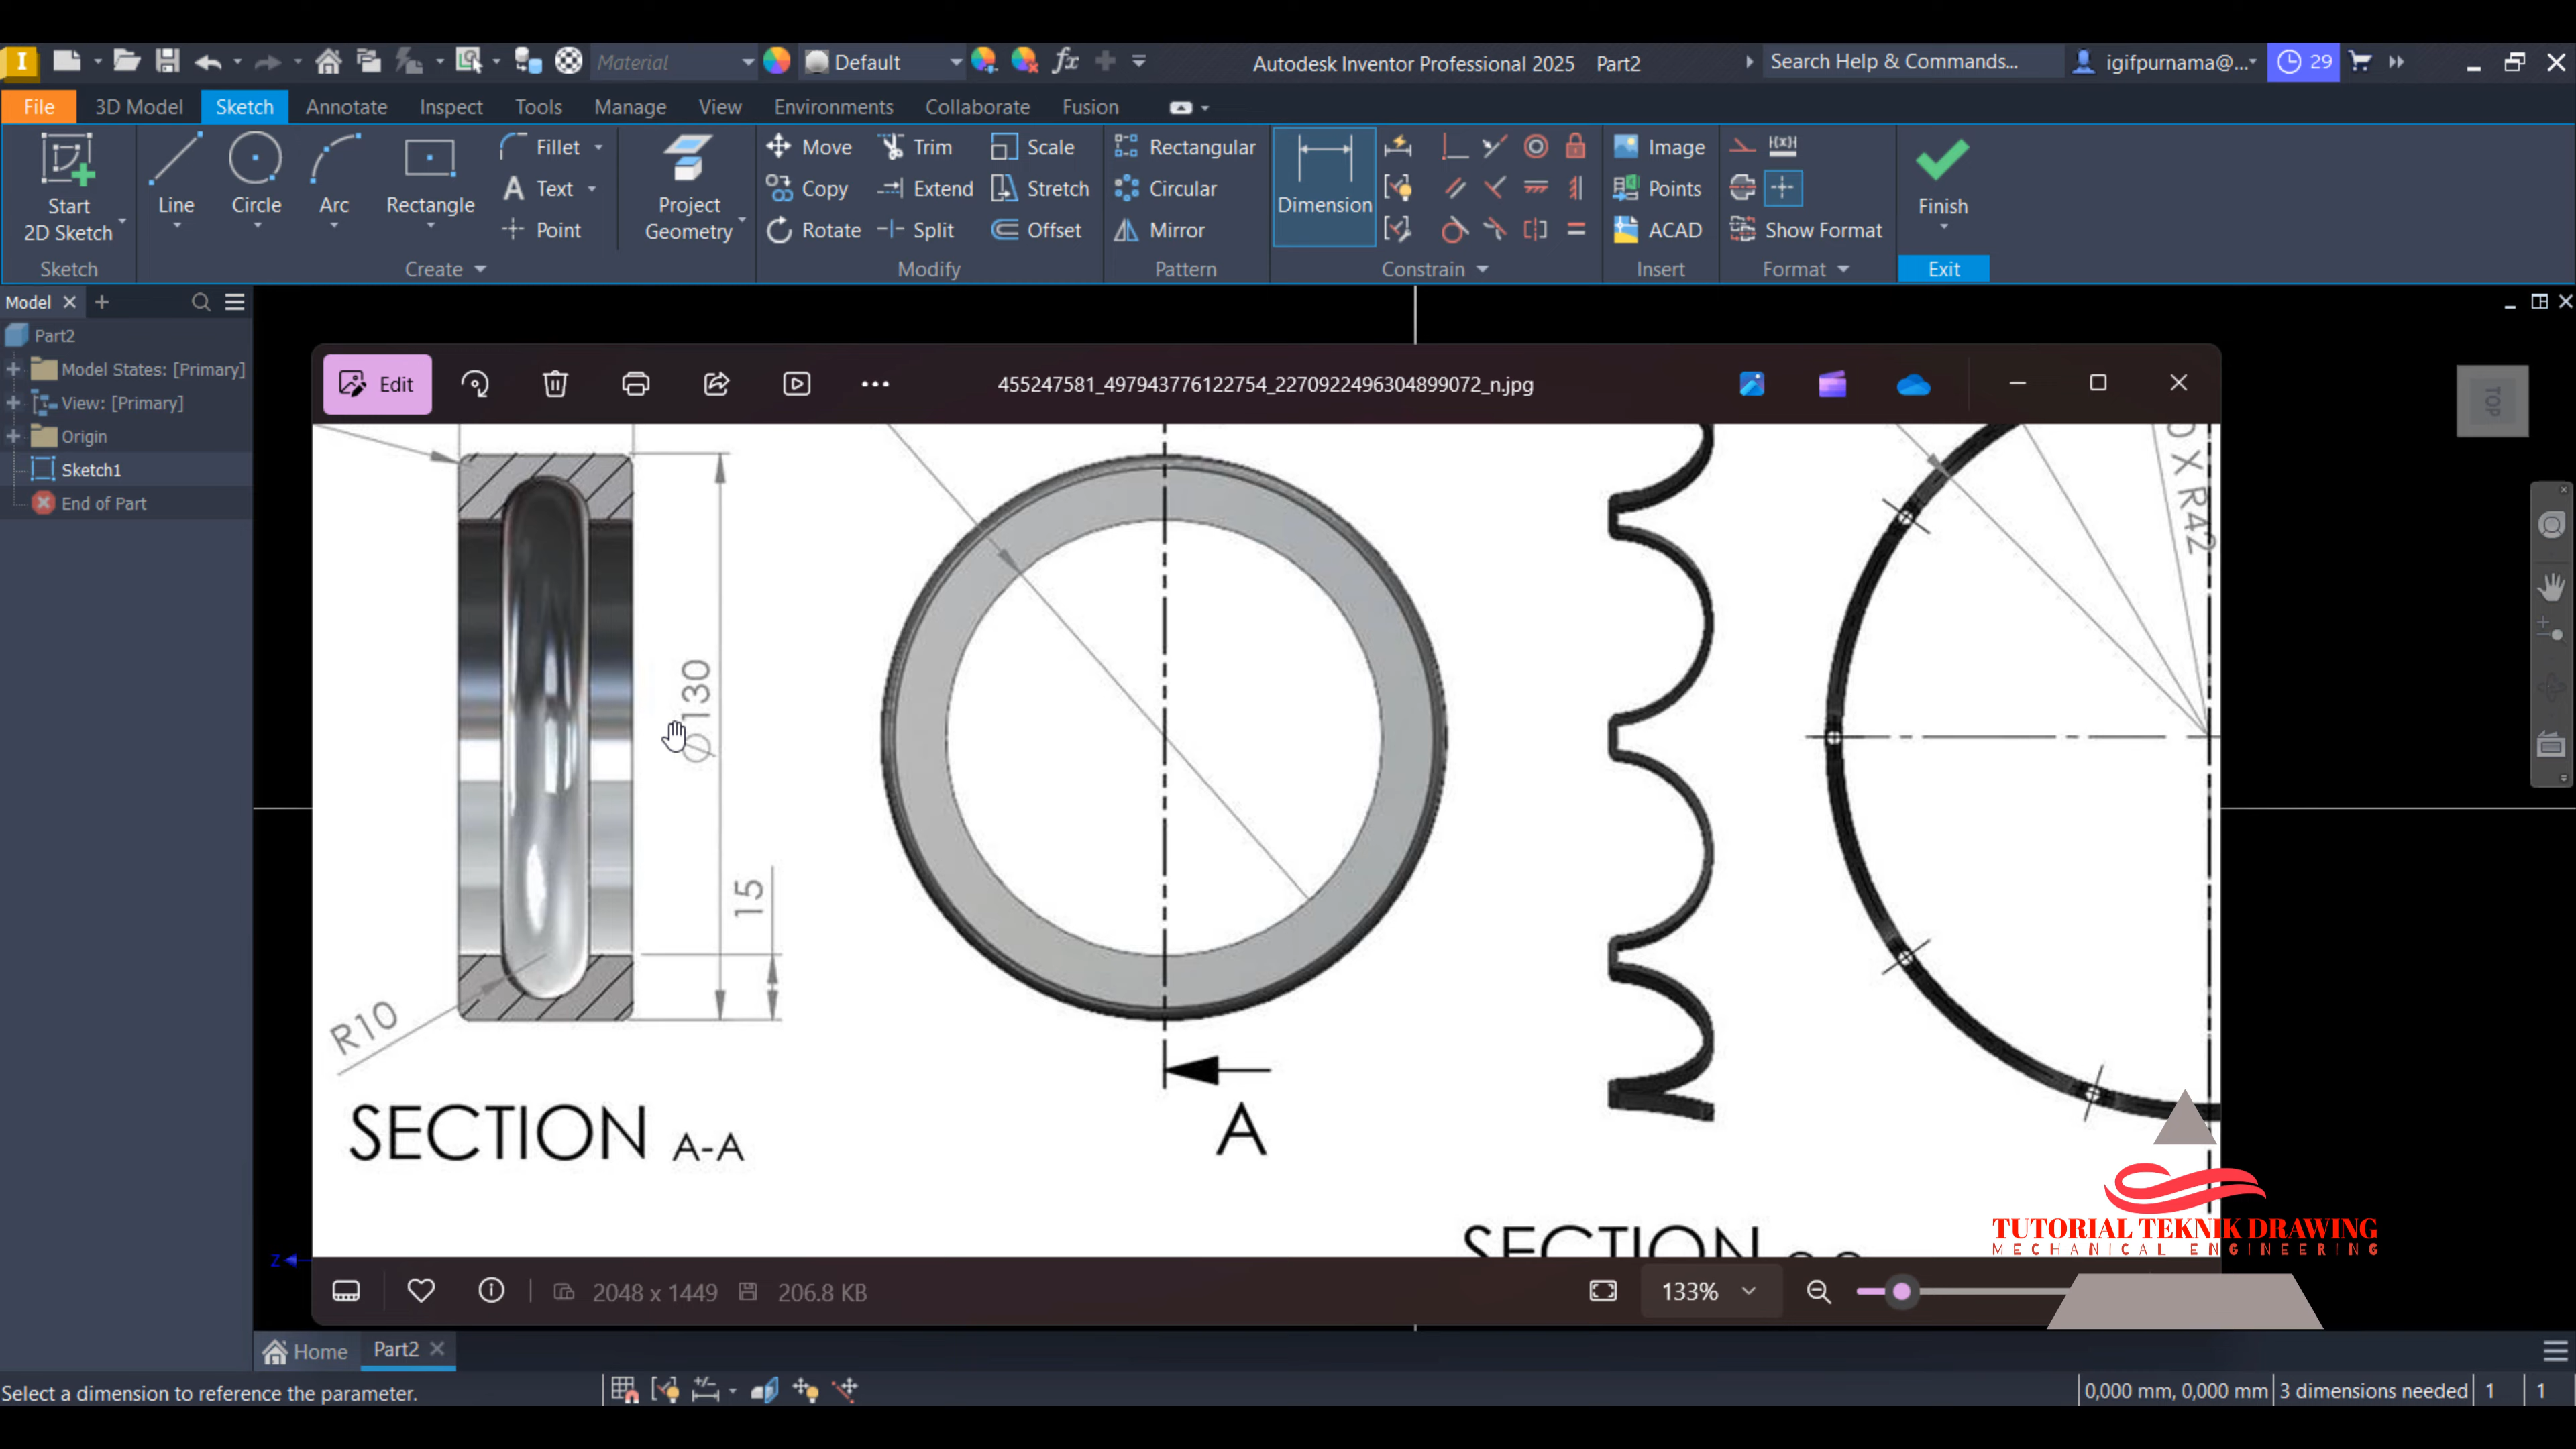 Material
Default
fx
Autodesk Inventor Professional 2025 Part2
Search Help & Commands...
igifpurnama@...
29
File 3D Model Sketch Annotate Inspect Tools Manage View Environments Collaborate Fusion
Start
2D Sketch
Line
Circle
Arc
Rectangle
Fillet
Text
Point
Project
Geometry
Move
Copy
Rotate
Trim
Extend
Split
Scale
Stretch
Offset
Rectangular
Circular
Mirror
Dimension
Image
Points
ACAD
Show Format
Finish
Sketch Create Modify Pattern Constrain Insert Format Exit
Model
Part2
Model States: [Primary]
View: [Primary]
Origin
Sketch1
End of Part
TOP
Edit
455247581_497943776122754_2270922496304899072_n.jpg
X R42
Ø130
15
R10
SECTION A-A
A
SECTION
Z
TUTORIAL TEKNIK DRAWING
MECHANICAL ENGINEERING
2048 x 1449
206.8 KB
133%
Home
Part2
Select a dimension to reference the parameter.
0,000 mm, 0,000 mm
3 dimensions needed
1
1